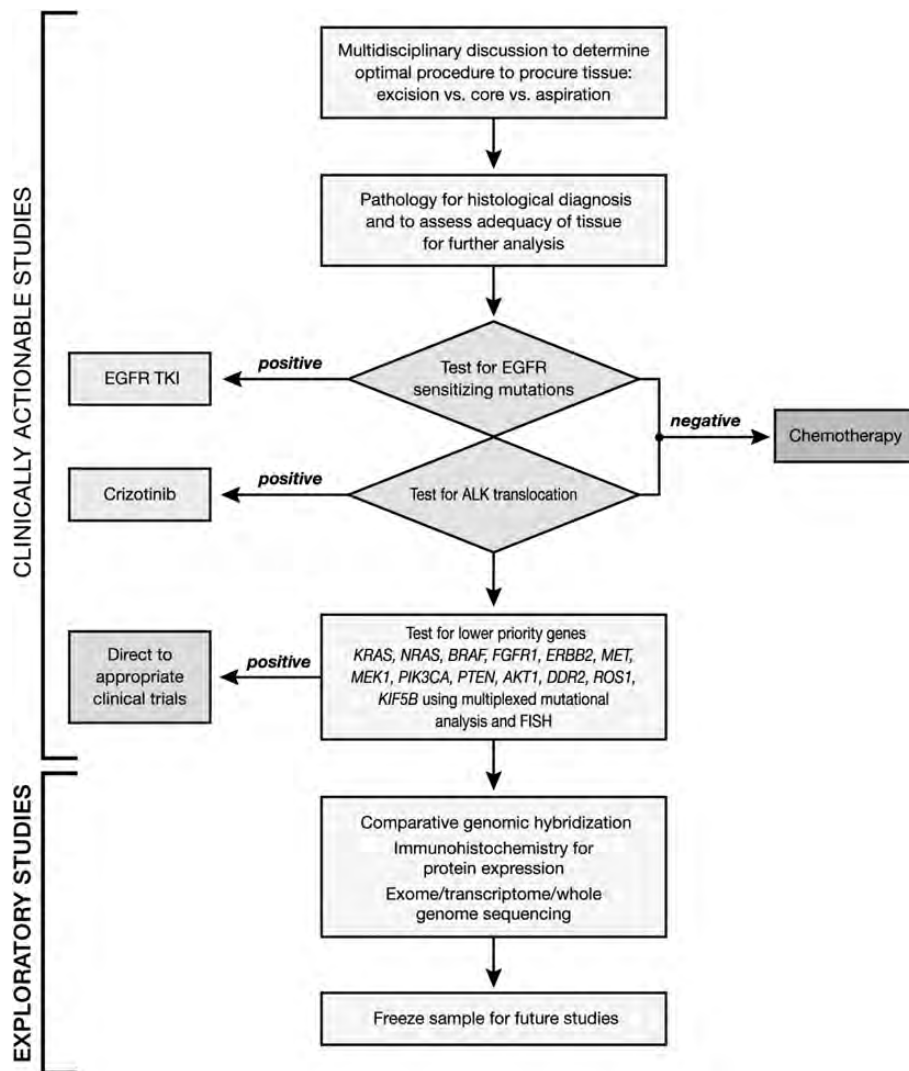 CLINICALLY ACTIONABLE STUDIES
Multidisciplinary discussion to determine
optimal procedure to procure tissue:
excision vs. core vs. aspiration
Pathology for histological diagnosis
and to assess adequacy of tissue
for further analysis
Test for EGFR
sensitizing mutations
positive
EGFR TKI
negative
Chemotherapy
Test for ALK translocation
positive
Crizotinib
Test for lower priority genes
KRAS, NRAS, BRAF, FGFR1, ERBB2, MET,
MEK1, PIK3CA, PTEN, AKT1, DDR2, ROS1,
KIF5B using multiplexed mutational
analysis and FISH
positive
Direct to
appropriate
clinical trials
EXPLORATORY STUDIES
Comparative genomic hybridization
Immunohistochemistry for
protein expression
Exome/transcriptome/whole
genome sequencing
Freeze sample for future studies